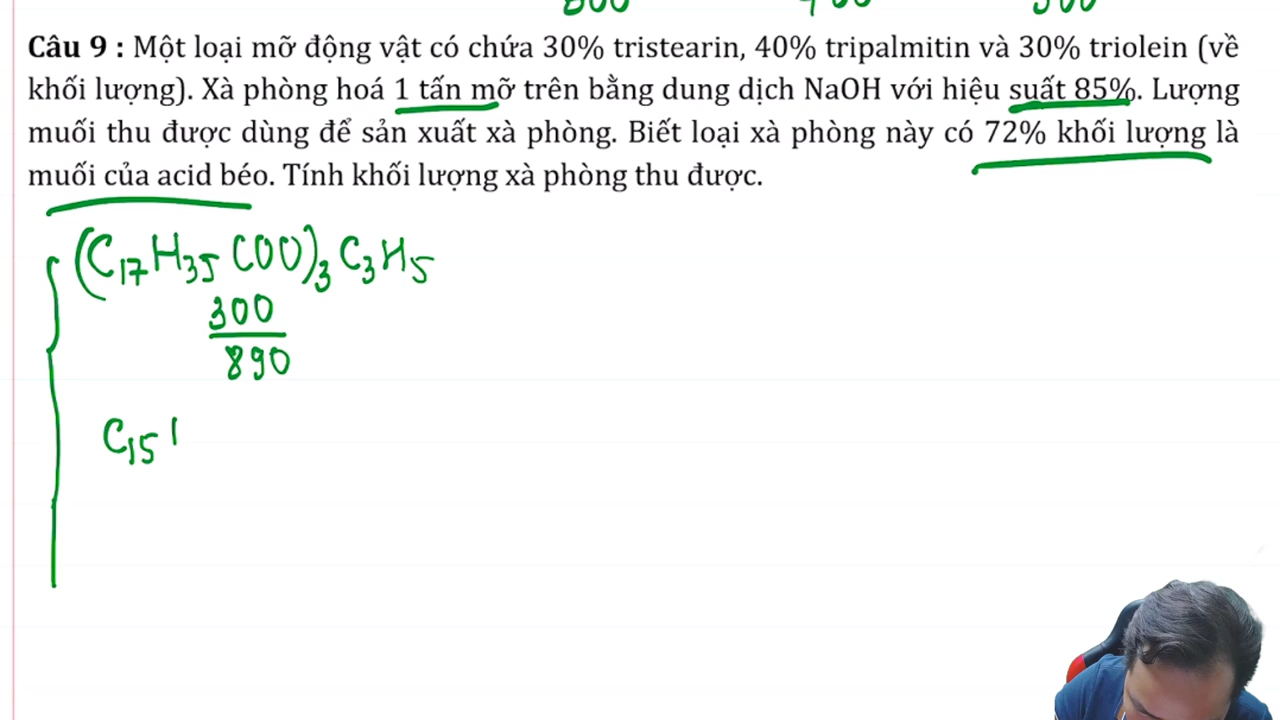 800
Câu 9 : Một loại mỡ động vật có chứa 30% tristearin, 40% tripalmitin và 30% triolein (về
khối lượng). Xà phòng hoá 1 tấn mỡ trên bằng dung dịch NaOH với hiệu suất 85%. Lượng
muối thu được dùng để sản xuất xà phòng. Biết loại xà phòng này có 72% khối lượng là
muối của acid béo. Tính khối lượng xà phòng thu được.
(C17H35COO)3C3H5
300
890
C15